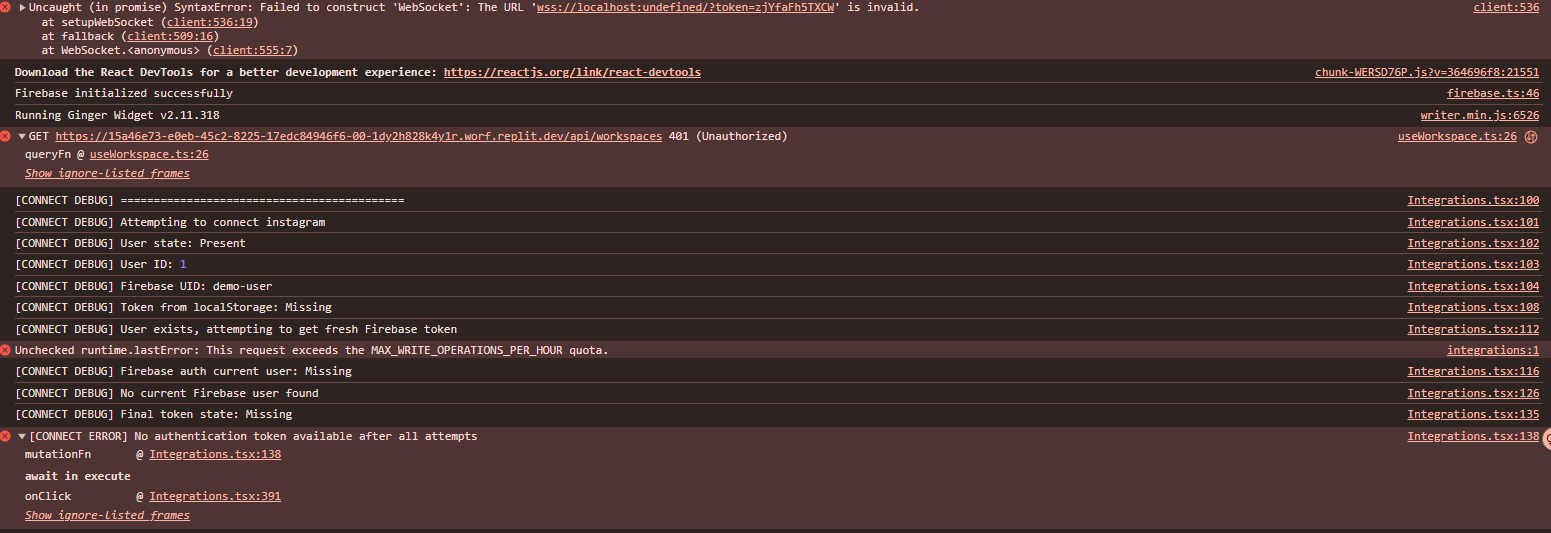 Uncaught (in promise) SyntaxError: Failed to construct 'WebSocket': The URL 'wss://localhost:undefined/?token=zjYfaFh5TXCW' is invalid. client:536
at setupWebSocket (client:536:19)
at fallback (client:509:16)
at WebSocket.<anonymous> (client:555:7)
Download the React DevTools for a better development experience: https://reactjs.org/link/react-devtools chunk-WERSD76P.js?v=364696f8:21551
Firebase initialized successfully firebase.ts:46
Running Ginger Widget v2.11.318 writer.min.js:6526
GET https://15a46e73-e0eb-45c2-8225-17edc84946f6-00-1dy2h828k4y1r.worf.replit.dev/api/workspaces 401 (Unauthorized) useWorkspace.ts:26
queryFn @ useWorkspace.ts:26
Show ignore-listed frames
[CONNECT DEBUG] =========================================== Integrations.tsx:100
[CONNECT DEBUG] Attempting to connect instagram Integrations.tsx:101
[CONNECT DEBUG] User state: Present Integrations.tsx:102
[CONNECT DEBUG] User ID: 1 Integrations.tsx:103
[CONNECT DEBUG] Firebase UID: demo-user Integrations.tsx:104
[CONNECT DEBUG] Token from localStorage: Missing Integrations.tsx:108
[CONNECT DEBUG] User exists, attempting to get fresh Firebase token Integrations.tsx:112
Unchecked runtime.lastError: This request exceeds the MAX_WRITE_OPERATIONS_PER_HOUR quota. integrations:1
[CONNECT DEBUG] Firebase auth current user: Missing Integrations.tsx:116
[CONNECT DEBUG] No current Firebase user found Integrations.tsx:126
[CONNECT DEBUG] Final token state: Missing Integrations.tsx:135
[CONNECT ERROR] No authentication token available after all attempts Integrations.tsx:138
mutationFn @ Integrations.tsx:138
await in execute
onClick @ Integrations.tsx:391
Show ignore-listed frames